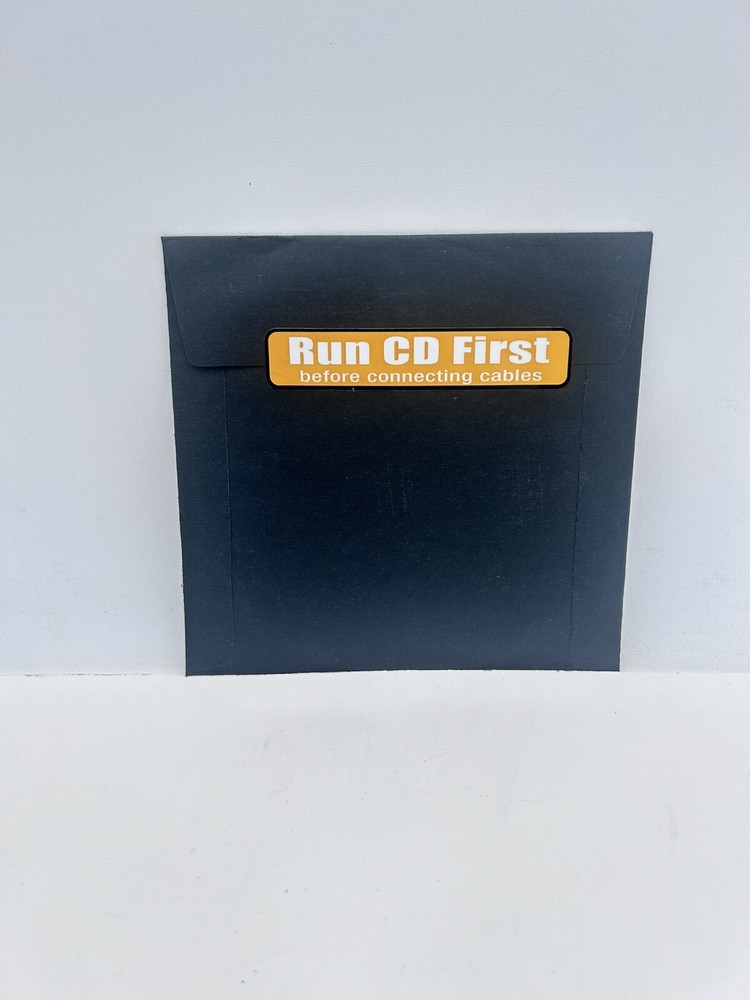 Run CD First
before connecting cables